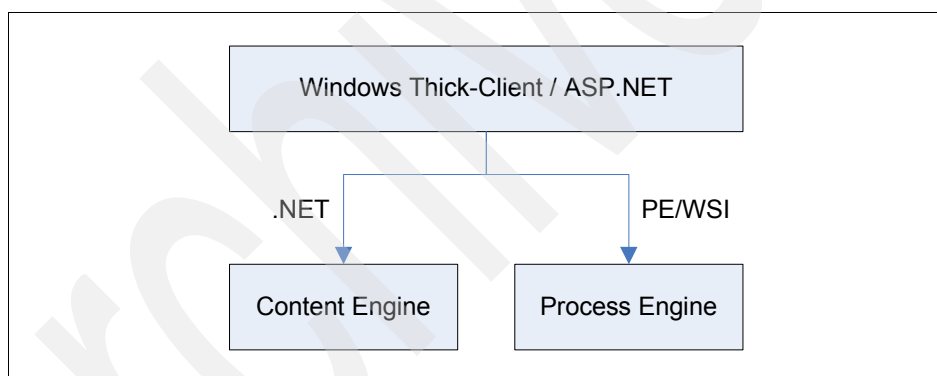 Windows Thick-Client / ASP.NET
.NET
PE/WSI
Content Engine
Process Engine